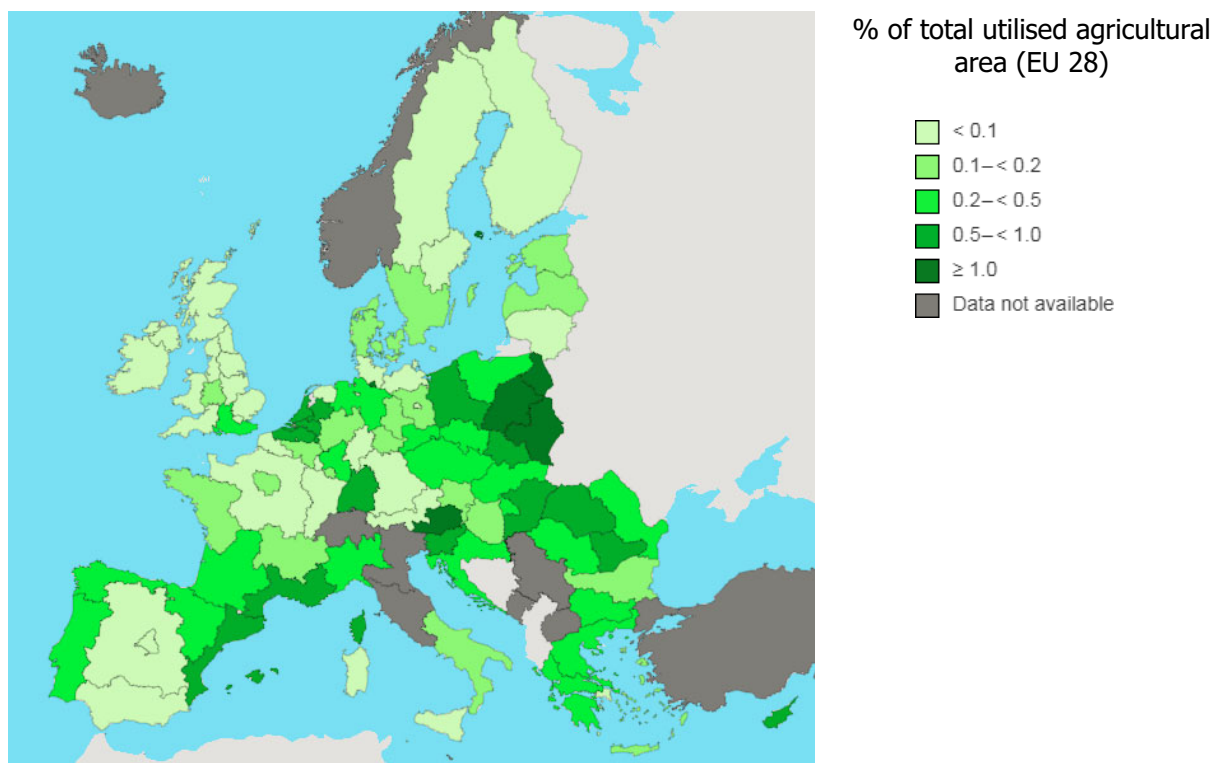 % of total utilised agricultural
area (EU 28)
< 0.1
0.1–< 0.2
0.2–< 0.5
0.5–< 1.0
≥ 1.0
Data not available